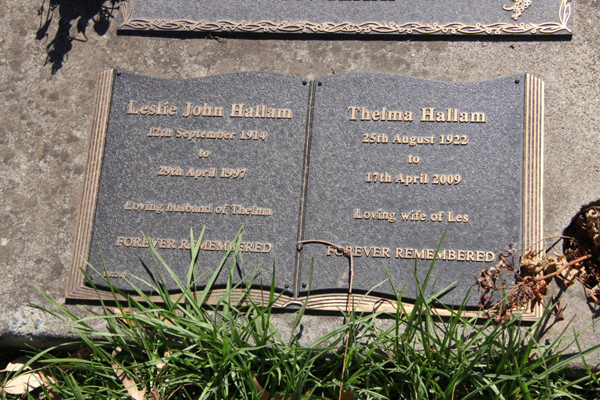 Leslie John Hallam
12th September 1914
to
29th April 1997
Loving husband of Thelma
FOREVER REMEMBERED
Thelma Hallam
25th August 1922
to
17th April 2009
Loving wife of Les
FOREVER REMEMBERED